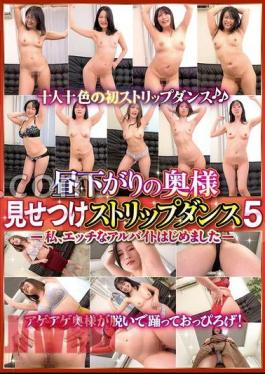 十人十色の初ストリップダンス♪♪
昼下がりの奥様
見せつけストリップダンス5
―私、エッチなアルバイトはじめました―
アゲアゲ奥様が脱いで踊っておっぴろげ!